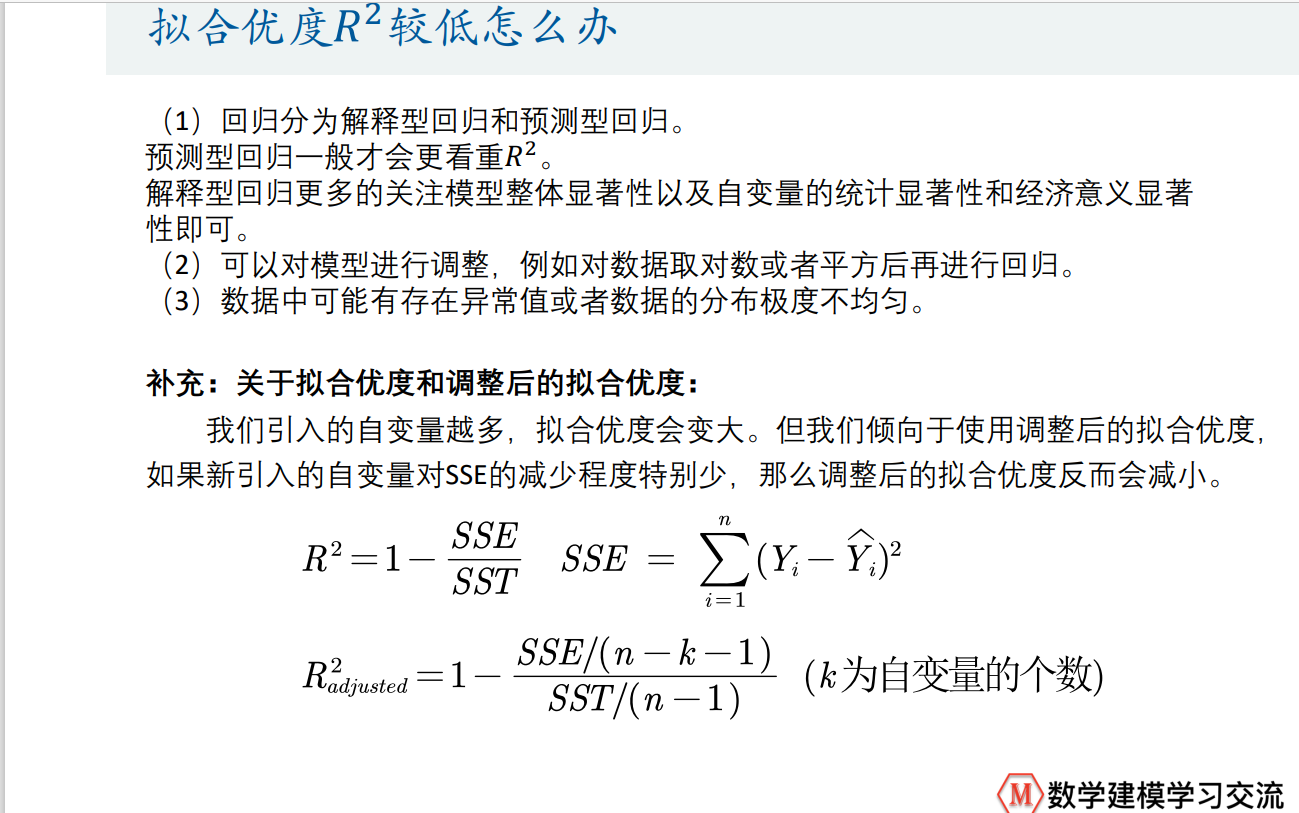 拟合优度R²较低怎么办
（1）回归分为解释型回归和预测型回归。
预测型回归一般才会更看重R²。
解释型回归更多的关注模型整体显著性以及自变量的统计显著性和经济意义显著
性即可。
（2）可以对模型进行调整，例如对数据取对数或者平方后再进行回归。
（3）数据中可能有存在异常值或者数据的分布极度不均匀。
补充：关于拟合优度和调整后的拟合优度：
我们引入的自变量越多，拟合优度会变大。但我们倾向于使用调整后的拟合优度，
如果新引入的自变量对SSE的减少程度特别少，那么调整后的拟合优度反而会减小。
$R^2 = 1 - \frac{SSE}{SST} \quad SSE = \sum_{i=1}^{n} (Y_i - \widehat{Y}_i)^2$
$R^2_{adjusted} = 1 - \frac{SSE/(n-k-1)}{SST/(n-1)}$ (k为自变量的个数)
M 数学建模学习交流